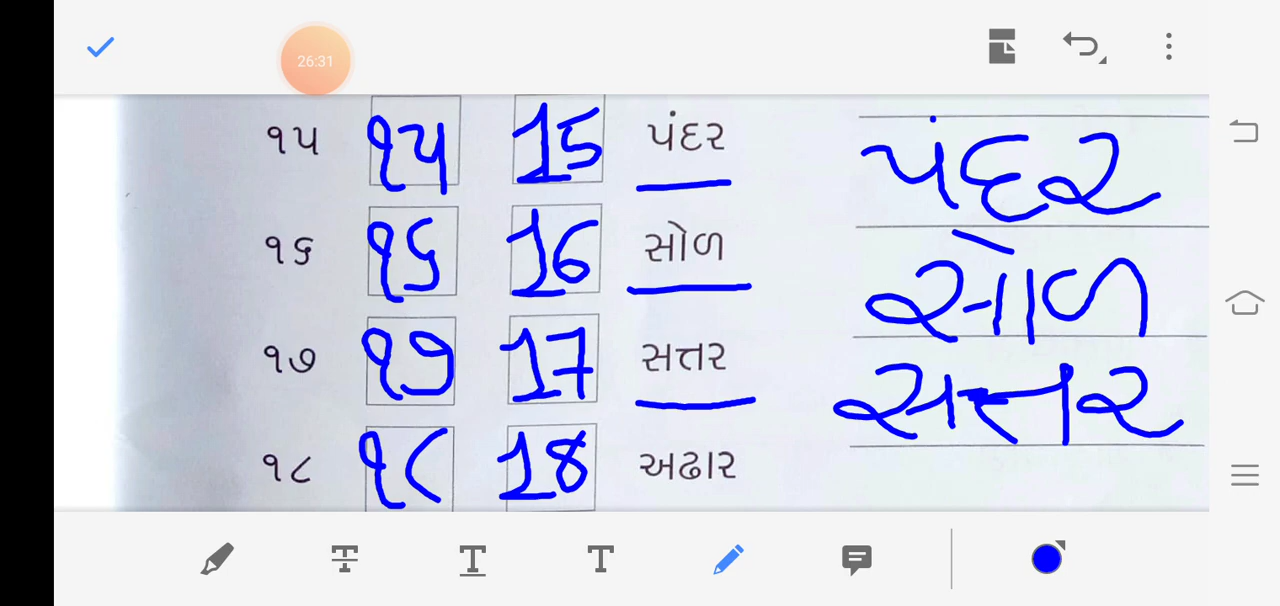 26:31
૧૫ ૧૫ 15 પંદર પંદર
૧૬ ૧૬ 16 સોળ સોળ
૧૭ ૧૭ 17 સત્તર સત્તર
૧૮ ૧૮ 18 અઢાર